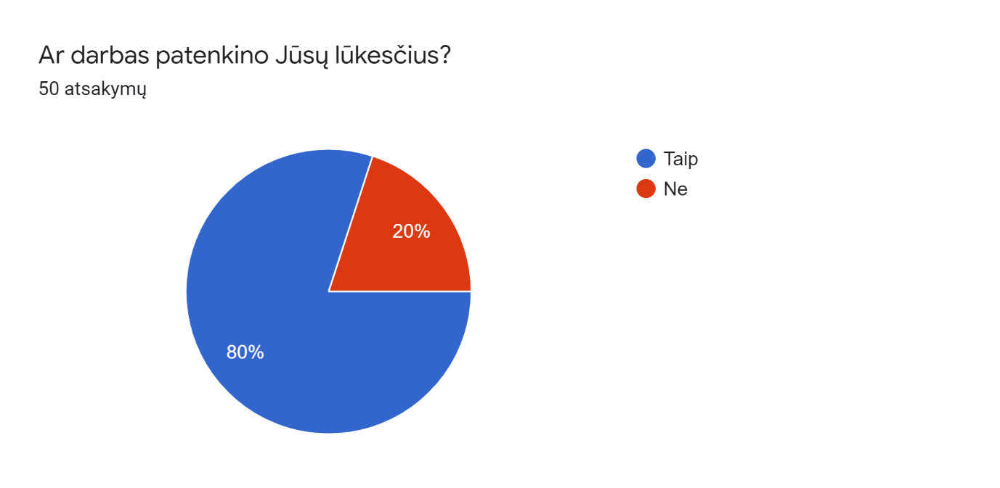 Ar darbas patenkino Jūsų lūkesčius?
50 atsakymų
Taip
Ne
20%
80%